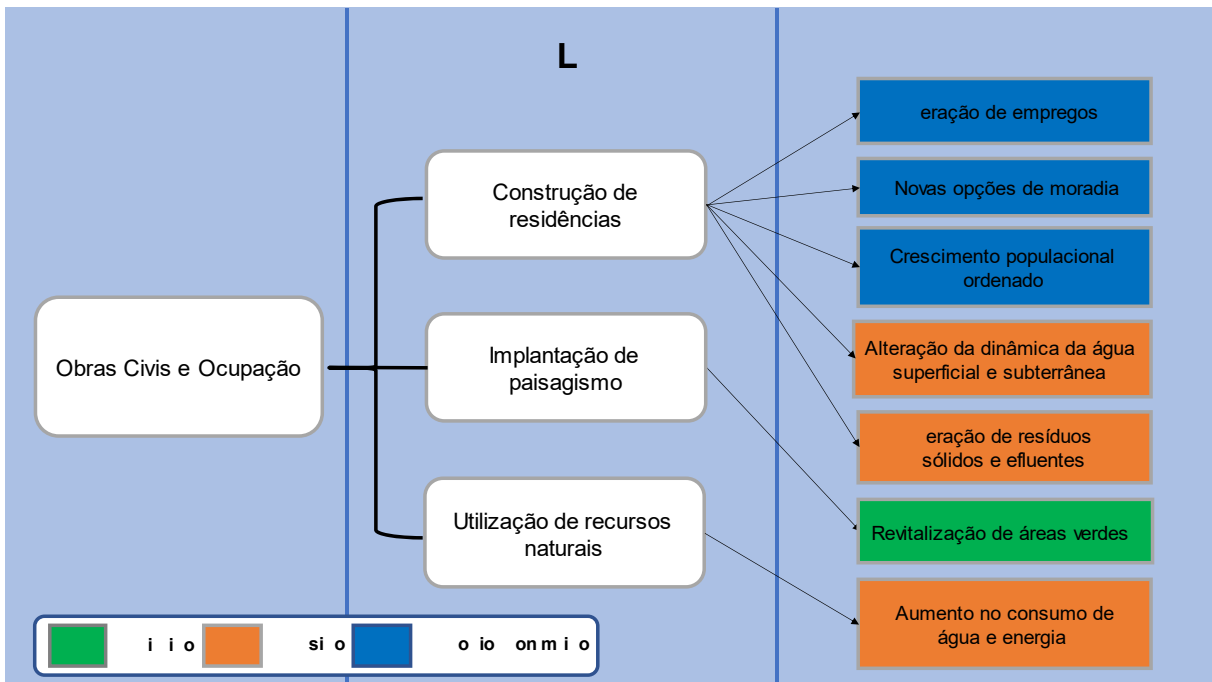 L
Obras Civis e Ocupação
Construção de
residências
Implantação de
paisagismo
Utilização de recursos
naturais
eração de empregos
Novas opções de moradia
Crescimento populacional
ordenado
Alteração da dinâmica da água
superficial e subterrânea
eração de resíduos
sólidos e efluentes
Revitalização de áreas verdes
Aumento no consumo de
água e energia
i i o si o o io onm i o